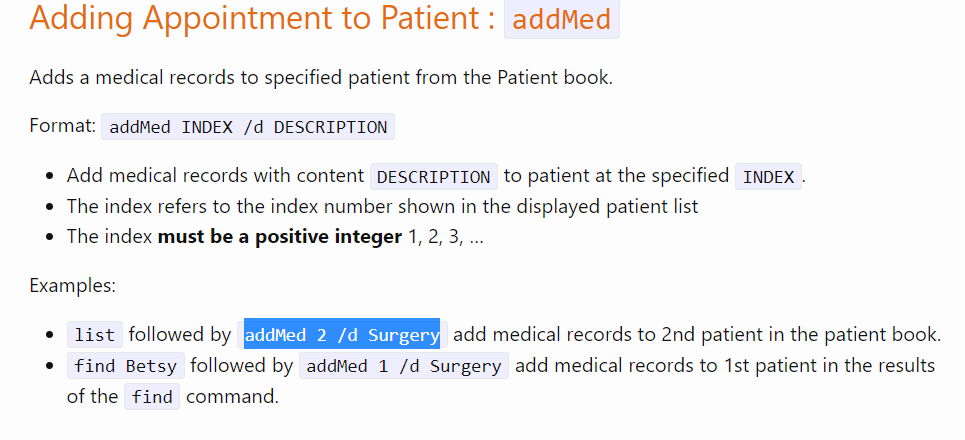 Adding Appointment to Patient : addMed
Adds a medical records to specified patient from the Patient book.
Format: addMed INDEX /d DESCRIPTION
• Add medical records with content DESCRIPTION to patient at the specified INDEX.
• The index refers to the index number shown in the displayed patient list
• The index must be a positive integer 1, 2, 3, …
Examples:
• list followed by addMed 2 /d Surgery add medical records to 2nd patient in the patient book.
• find Betsy followed by addMed 1 /d Surgery add medical records to 1st patient in the results
of the find command.